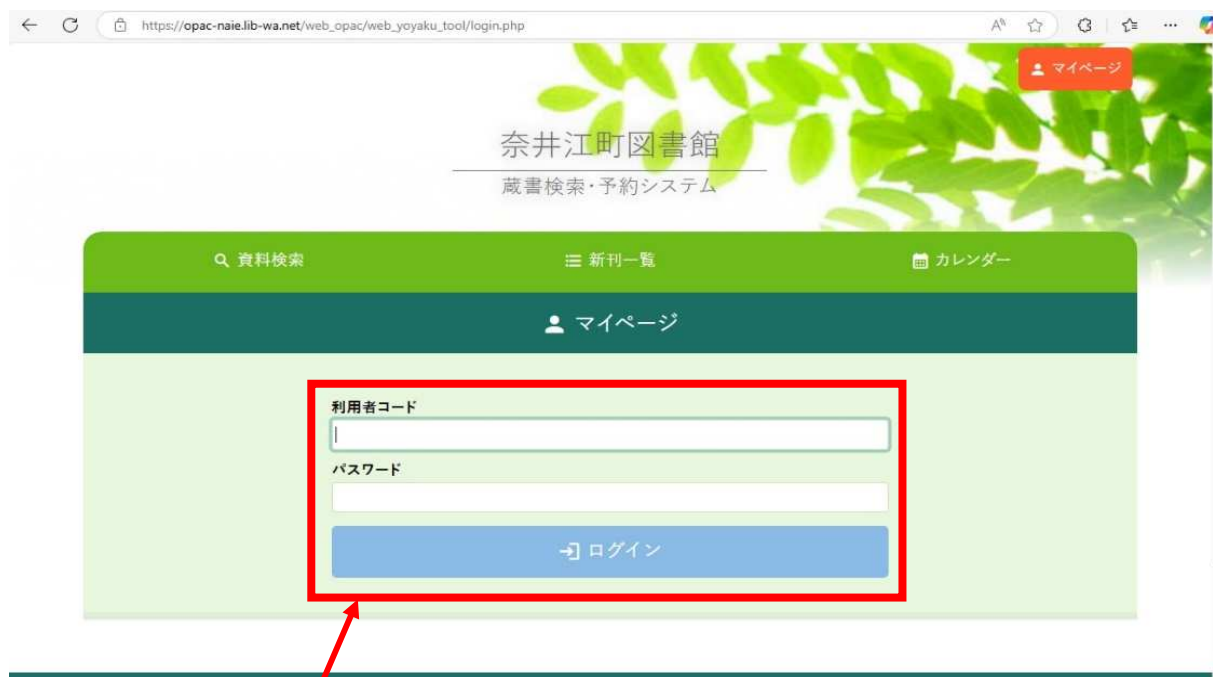 https://opac-naie.lib-wa.net/web_opac/web_yoyaku_tool/login.php
マイページ
奈井江町図書館
蔵書検索・予約システム
資料検索 新刊一覧 カレンダー
マイページ
利用者コード
パスワード
ログイン